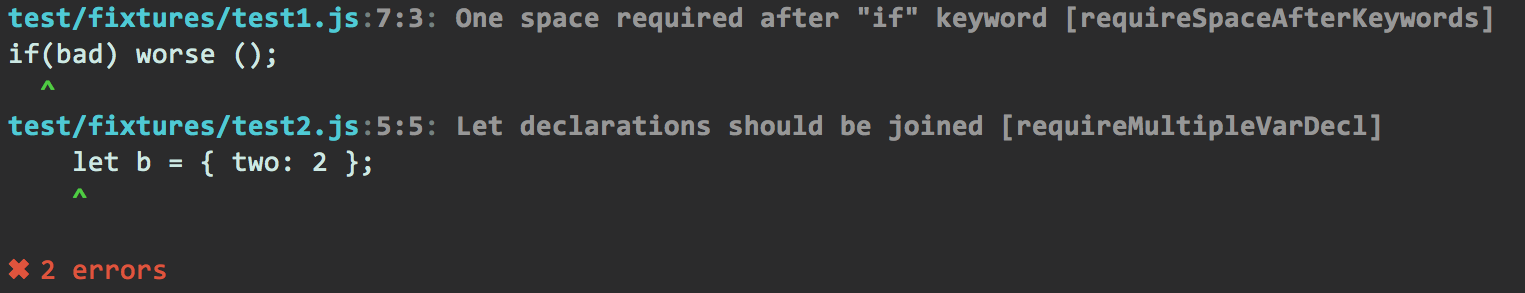 test/fixtures/test1.js:7:3: One space required after "if" keyword [requireSpaceAfterKeywords]
if(bad) worse ();
  ^
test/fixtures/test2.js:5:5: Let declarations should be joined [requireMultipleVarDecl]
    let b = { two: 2 };
    ^
✖ 2 errors